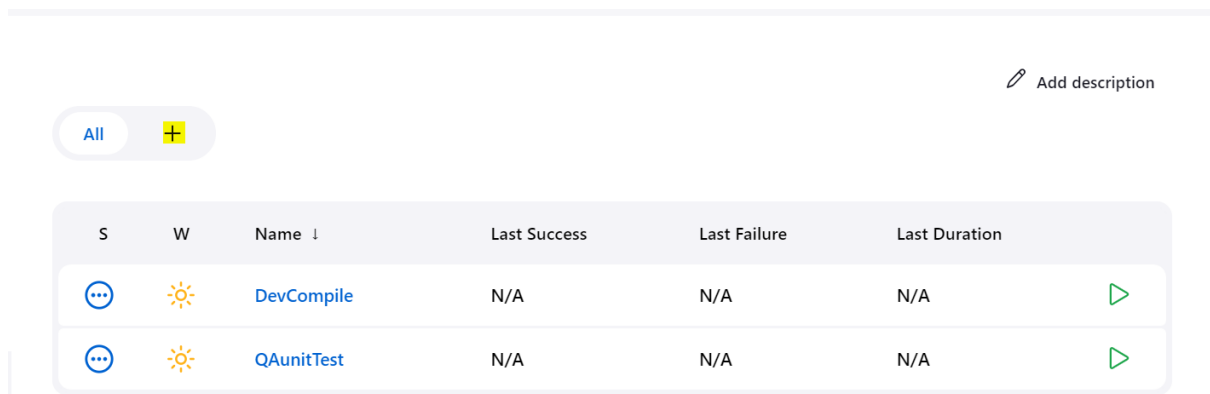 Add description
All +
S W Name ↓ Last Success Last Failure Last Duration
DevCompile N/A N/A N/A
QAunitTest N/A N/A N/A